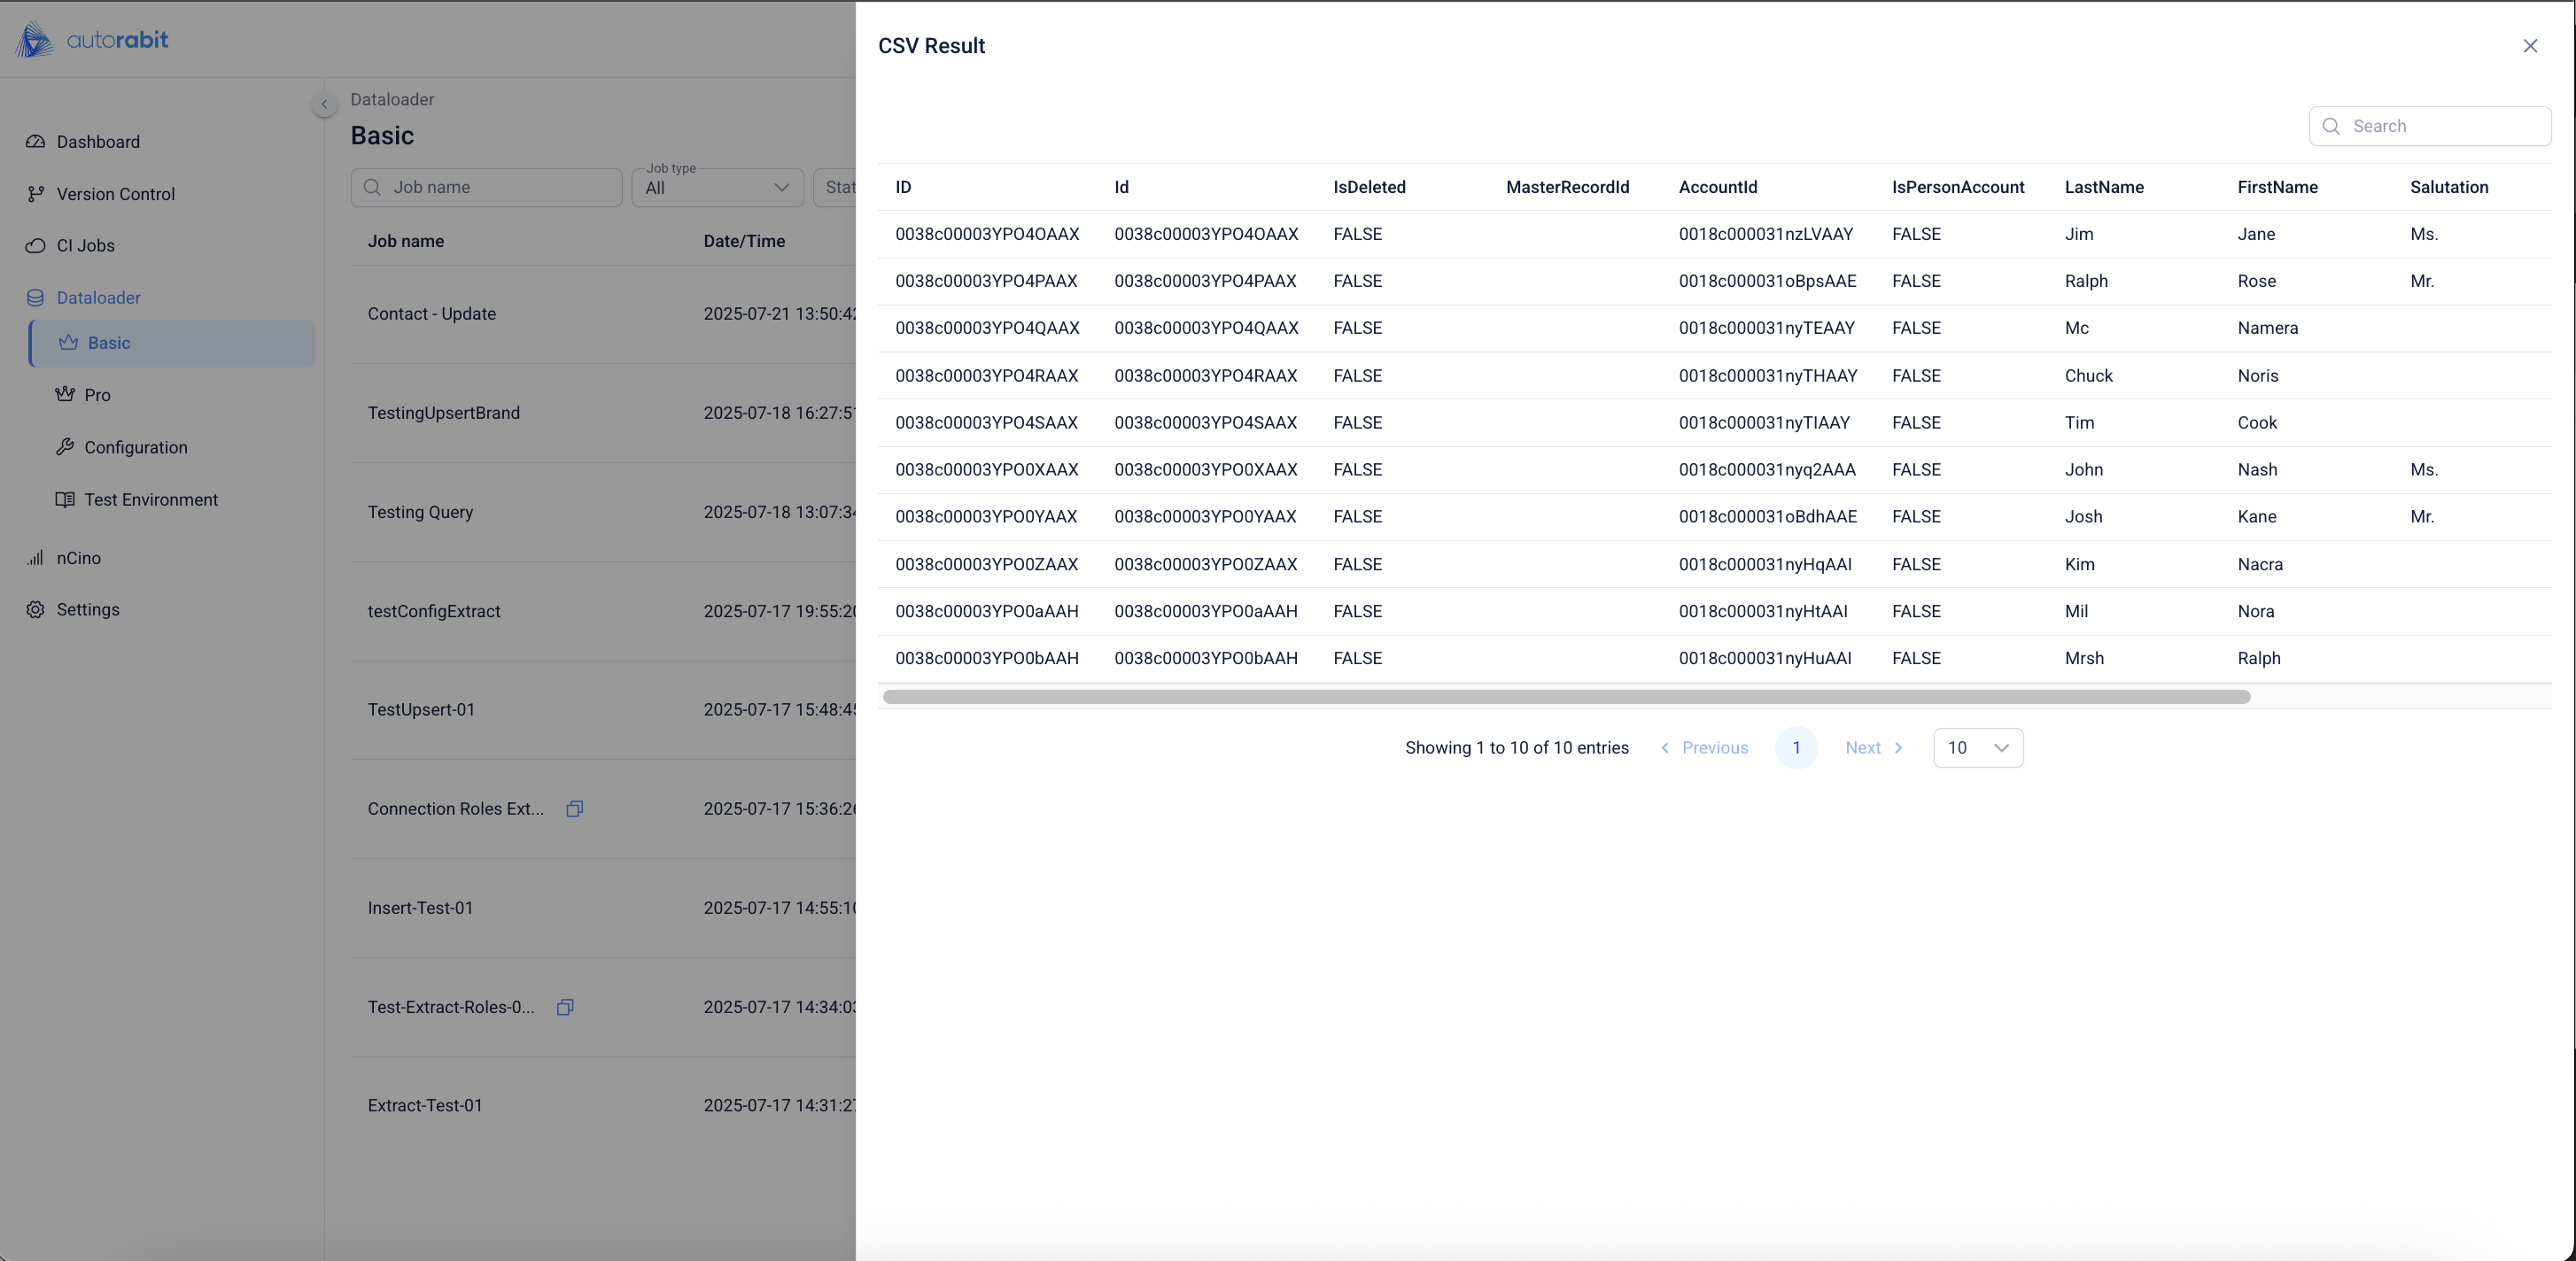 autorabit
Dashboard
Version Control
CI Jobs
Dataloader
Basic
Pro
Configuration
Test Environment
nCino
Settings
Dataloader
Basic
Job name
Job type
All
Stat
Job name Date/Time
Contact - Update 2025-07-21 13:50:42
TestingUpsertBrand 2025-07-18 16:27:51
Testing Query 2025-07-18 13:07:34
testConfigExtract 2025-07-17 19:55:20
TestUpsert-01 2025-07-17 15:48:45
Connection Roles Ext... 2025-07-17 15:36:26
Insert-Test-01 2025-07-17 14:55:10
Test-Extract-Roles-0... 2025-07-17 14:34:03
Extract-Test-01 2025-07-17 14:31:27
CSV Result
Search
ID Id IsDeleted MasterRecordId AccountId IsPersonAccount LastName FirstName Salutation
0038c00003YPO4OAAX 0038c00003YPO4OAAX FALSE 0018c000031nzLVAAY FALSE Jim Jane Ms.
0038c00003YPO4PAAX 0038c00003YPO4PAAX FALSE 0018c000031oBpsAAE FALSE Ralph Rose Mr.
0038c00003YPO4QAAX 0038c00003YPO4QAAX FALSE 0018c000031nyTEAAY FALSE Mc Namera
0038c00003YPO4RAAX 0038c00003YPO4RAAX FALSE 0018c000031nyTHAAY FALSE Chuck Noris
0038c00003YPO4SAAX 0038c00003YPO4SAAX FALSE 0018c000031nyTIAAY FALSE Tim Cook
0038c00003YPO0XAAX 0038c00003YPO0XAAX FALSE 0018c000031nyq2AAA FALSE John Nash Ms.
0038c00003YPO0YAAX 0038c00003YPO0YAAX FALSE 0018c000031oBdhAAE FALSE Josh Kane Mr.
0038c00003YPO0ZAAX 0038c00003YPO0ZAAX FALSE 0018c000031nyHqAAI FALSE Kim Nacra
0038c00003YPO0aAAH 0038c00003YPO0aAAH FALSE 0018c000031nyHtAAI FALSE Mil Nora
0038c00003YPO0bAAH 0038c00003YPO0bAAH FALSE 0018c000031nyHuAAI FALSE Mrsh Ralph
Showing 1 to 10 of 10 entries Previous 1 Next 10